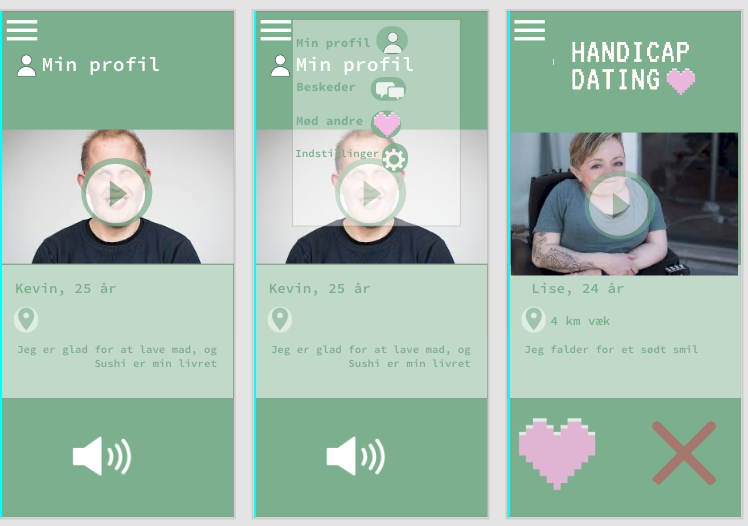 Min profil
Kevin, 25 år
Jeg er glad for at lave mad, og
Sushi er min livret
Min profil
Min profil
Beskeder
Mød andre
Indstillinger
Kevin, 25 år
Jeg er glad for at lave mad, og
Sushi er min livret
HANDICAP
DATING
Lise, 24 år
4 km væk
Jeg falder for et sødt smil